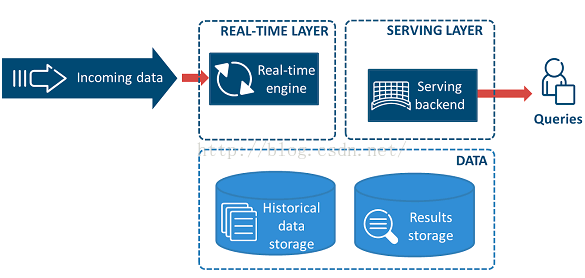 REAL-TIME LAYER
SERVING LAYER
Incoming data
Real-time
engine
Serving
backend
Queries
http://blog.csdn.net/
DATA
Historical
data
storage
Results
storage